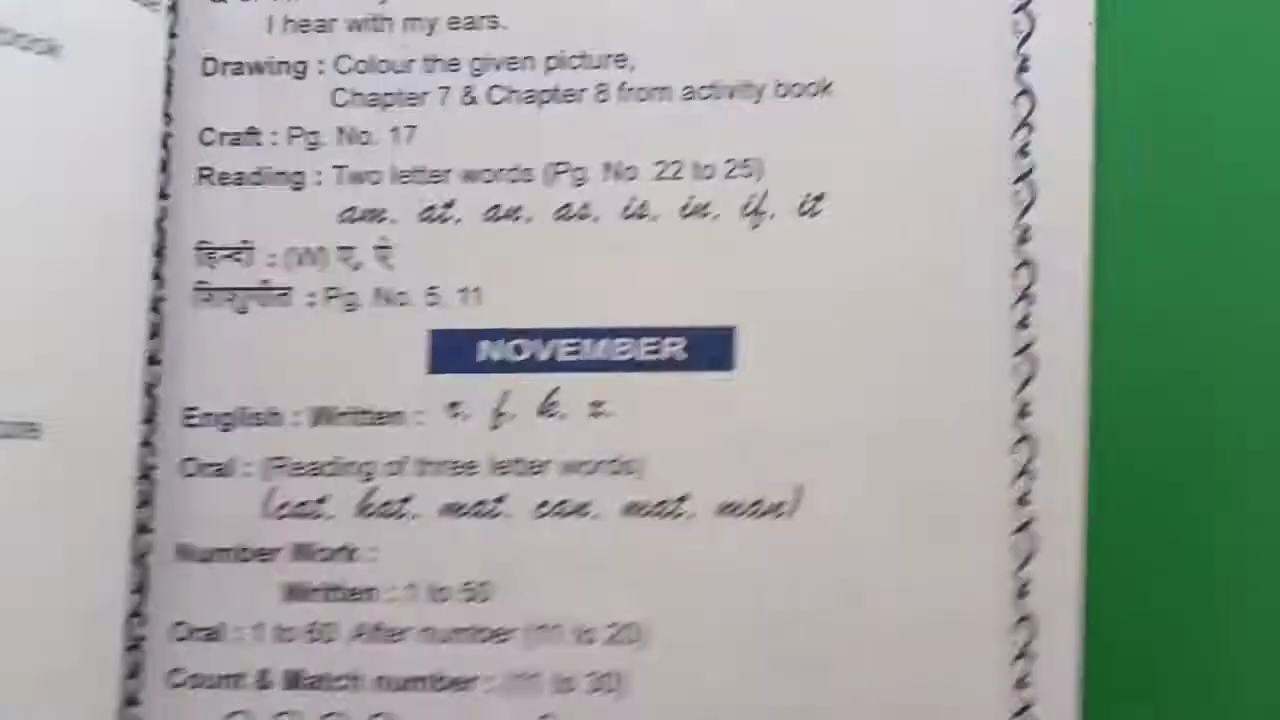 I hear with my ears.
Drawing : Colour the given picture,
Chapter 7 & Chapter 8 from activity book
Craft : Pg. No. 17
Reading : Two letter words (Pg. No. 22 to 25)
am, at, an, as, is, in, if, it
हिन्दी : (W) ए, ऐ
शिशुगीत : Pg. No. 5, 11
NOVEMBER
English : Written : r, f, k, z.
Oral : (Reading of three letter words)
(cat, hat, mat, can, mat, man)
Number Work :
Written : 1 to 50
Oral : 1 to 60 After number (11 to 20)
Count & Match number : (11 to 30)